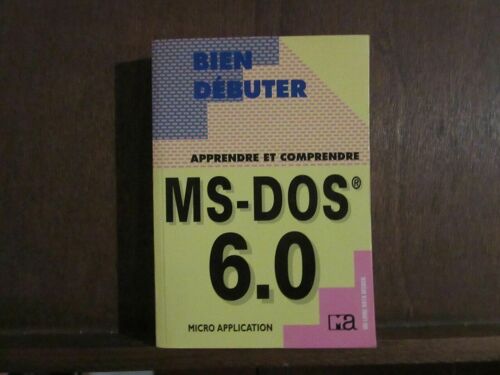 BIEN
DÉBUTER
APPRENDRE ET COMPRENDRE
MS-DOS®
6.0
MICRO APPLICATION